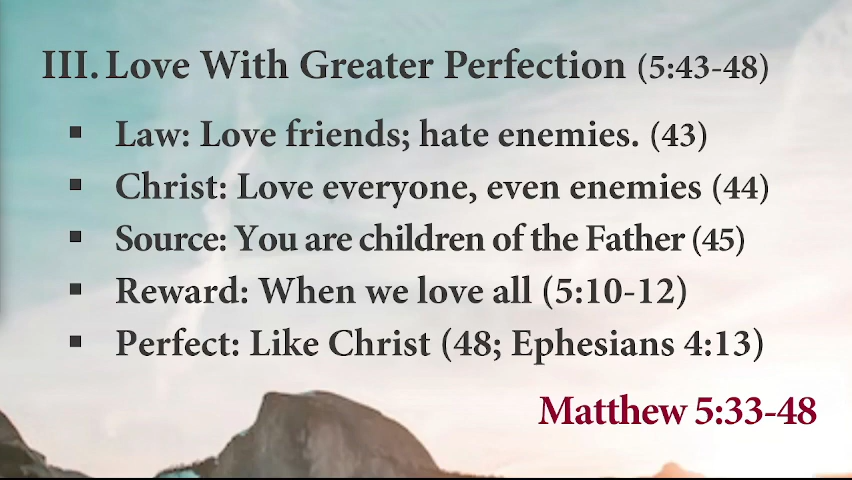 III. Love With Greater Perfection (5:43-48)
▪ Law: Love friends; hate enemies. (43)
▪ Christ: Love everyone, even enemies (44)
▪ Source: You are children of the Father (45)
▪ Reward: When we love all (5:10-12)
▪ Perfect: Like Christ (48; Ephesians 4:13)
Matthew 5:33-48